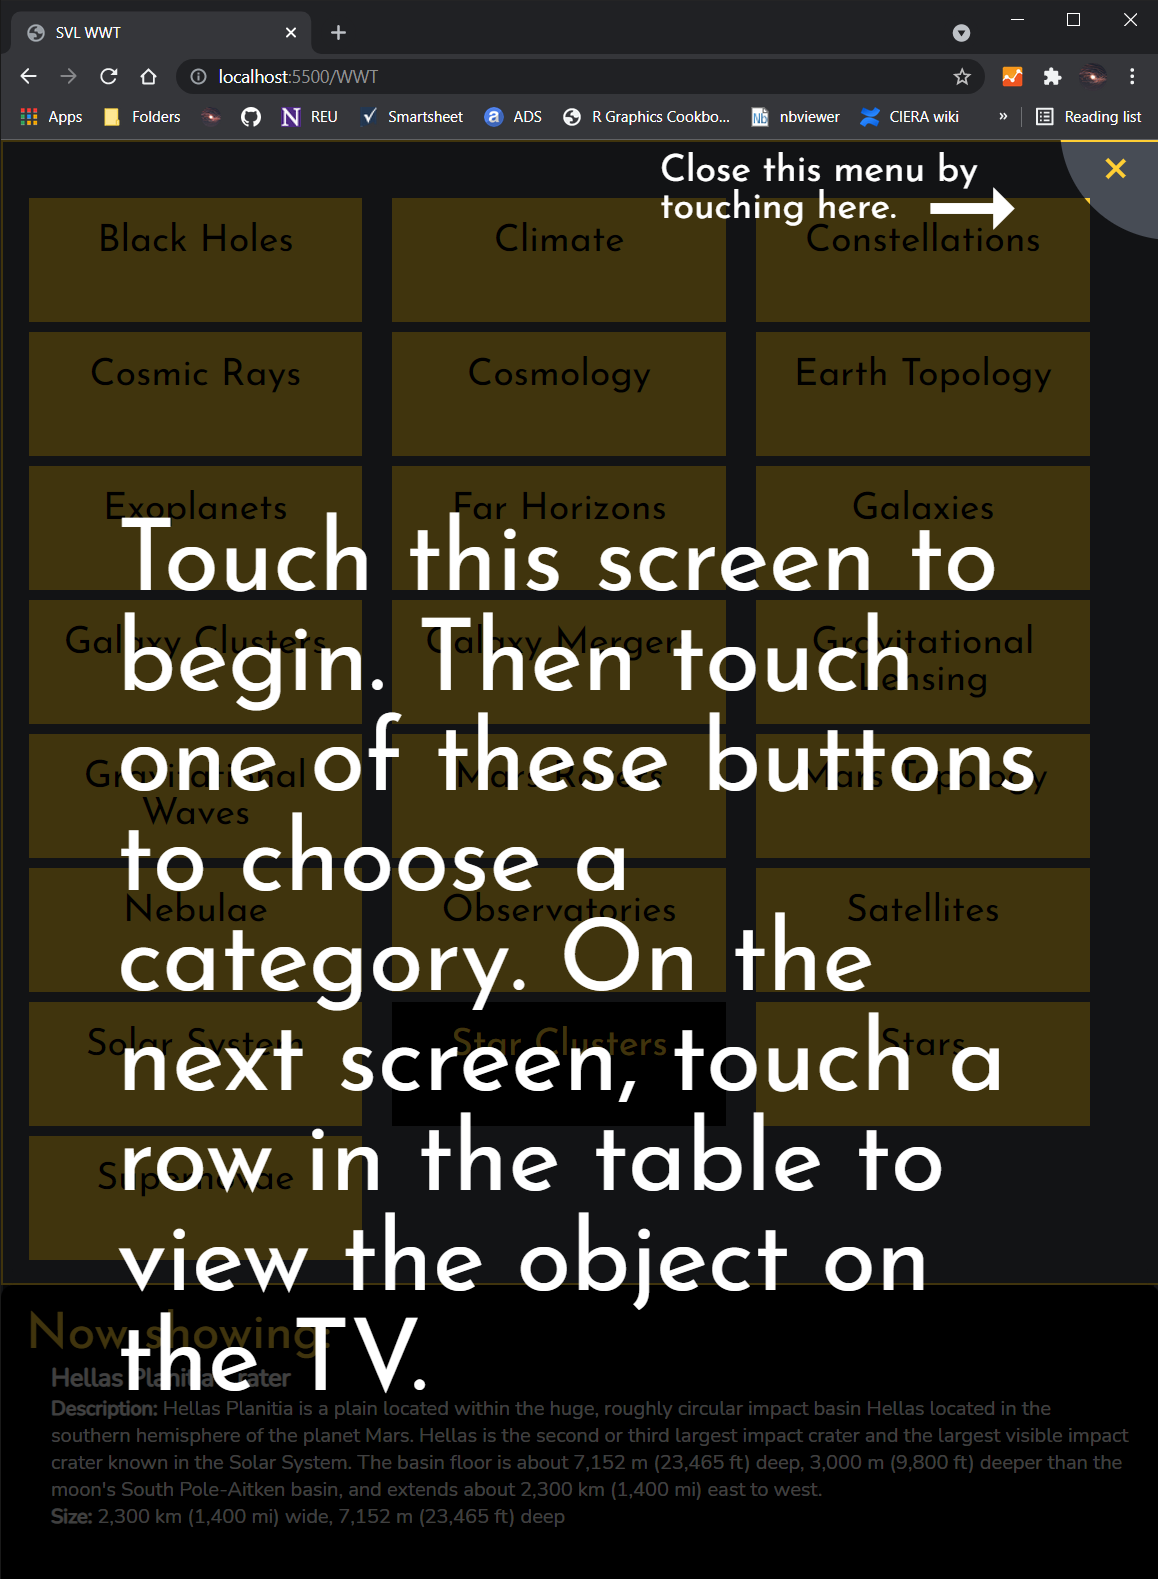 SVL WWT
localhost:5500/WWT
Apps
Folders
REU
Smartsheet
ADS
R Graphics Cookbo...
nbviewer
CIERA wiki
»
Reading list
Close this menu by
touching here.
Black Holes
Climate
Constellations
Cosmic Rays
Cosmology
Earth Topology
Exoplanets
Far Horizons
Galaxies
Galaxy Clusters
Galaxy Mergers
Gravitational
Lensing
Gravitational
Waves
Mars Rovers
Mars Topology
Nebulae
Observatories
Satellites
Solar System
Star Clusters
Stars
Supernovae
Touch this screen to
begin. Then touch
one of these buttons
to choose a
category. On the
next screen, touch a
row in the table to
view the object on
the TV.
Now showing:
Hellas Planitia Crater
Description: Hellas Planitia is a plain located within the huge, roughly circular impact basin Hellas located in the
southern hemisphere of the planet Mars. Hellas is the second or third largest impact crater and the largest visible impact
crater known in the Solar System. The basin floor is about 7,152 m (23,465 ft) deep, 3,000 m (9,800 ft) deeper than the
moon's South Pole-Aitken basin, and extends about 2,300 km (1,400 mi) east to west.
Size: 2,300 km (1,400 mi) wide, 7,152 m (23,465 ft) deep